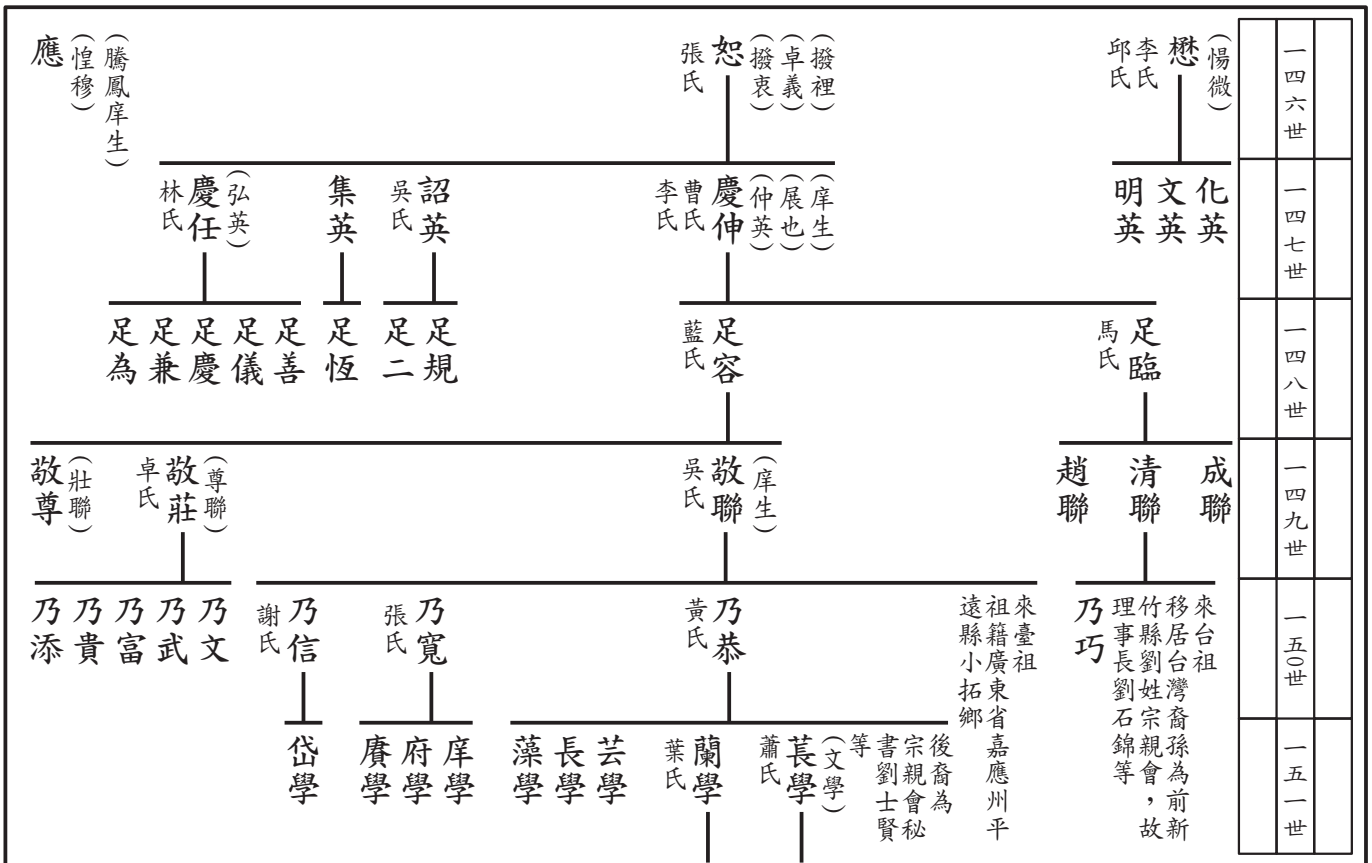 一四六世
(愓微)
懋
李氏
邱氏
(撥裡)
(卓義)
(撥衷)
恕
張氏
(騰鳳庠生)
(惶穆)
應
一四七世
化英
文英
明英
(庠生)
(展也)
(仲英)
慶伸
曹氏
李氏
詔英
吳氏
集英
(弘英)
慶任
林氏
一四八世
足臨
馬氏
足容
藍氏
足規
足二
足恆
足善
足儀
足慶
足兼
足為
一四九世
成聯
清聯
趙聯
(庠生)
敬聯
吳氏
(尊聯)
敬莊
卓氏
(壯聯)
敬尊
一五0世
來台祖
移居台灣裔孫為前新
竹縣劉姓宗親會，故
理事長劉石錦等
乃巧
來臺祖
祖籍廣東省嘉應州平
遠縣小拓鄉
乃恭
黃氏
乃寬
張氏
乃信
謝氏
乃文
乃武
乃富
乃貴
乃添
一五一世
後裔為
宗親會秘
書劉士賢
等
(文學)
萇學
蕭氏
蘭學
葉氏
芸學
長學
藻學
庠學
府學
賡學
岱學